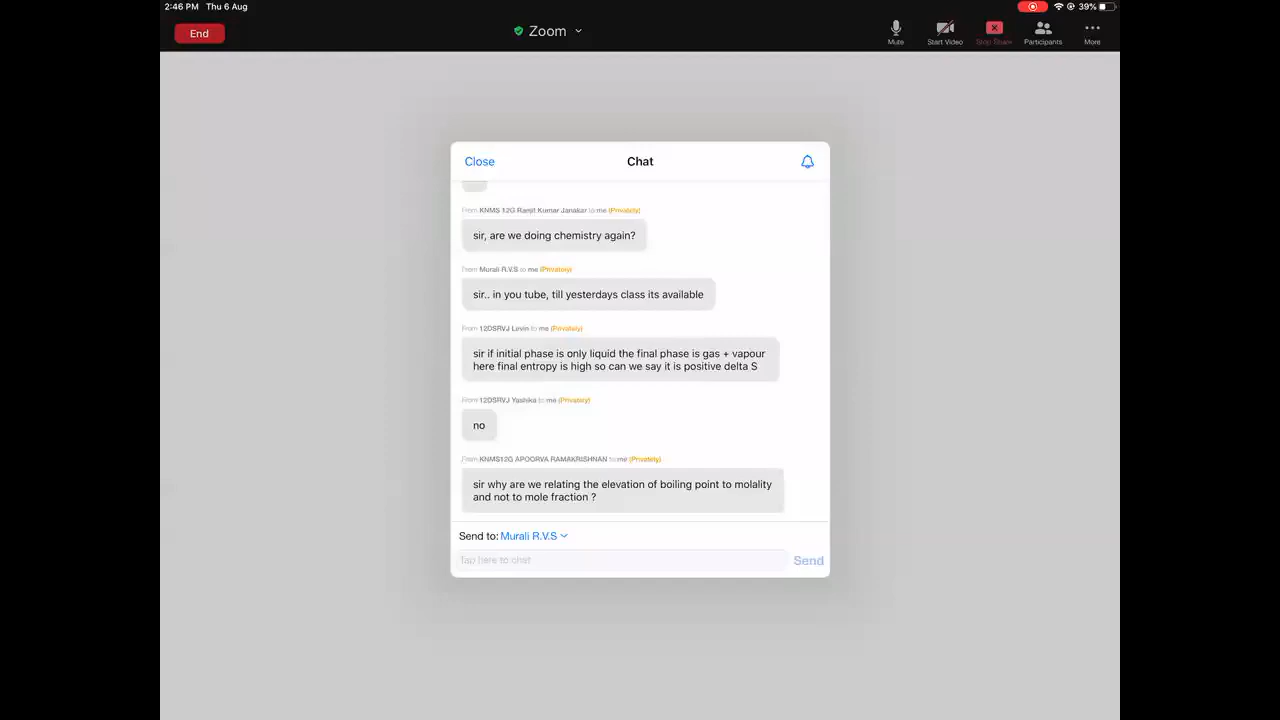 2:46 PM Thu 6 Aug
39%
End
Zoom
Mute
Start Video
Stop Share
Participants
More
Close
Chat
From KNMS 12G Ramjit Kumar Janakar to me (Privately)
sir, are we doing chemistry again?
From Murali R.V.S to me (Privately)
sir.. in you tube, till yesterdays class its available
From 12DSRVJ Levin to me (Privately)
sir if initial phase is only liquid the final phase is gas + vapour
here final entropy is high so can we say it is positive delta S
From 12DSRVJ Yashika to me (Privately)
no
From KNMS12G APOORVA RAMAKRISHNAN to me (Privately)
sir why are we relating the elevation of boiling point to molality
and not to mole fraction ?
Send to: Murali R.V.S
Tap here to chat
Send